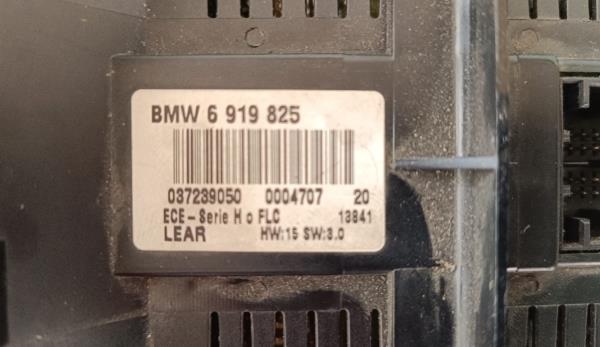 BMW 6 919 825
037239050 0004707 20
ECE - Serie H o FLC 13841
LEAR HW:15 SW:3.0